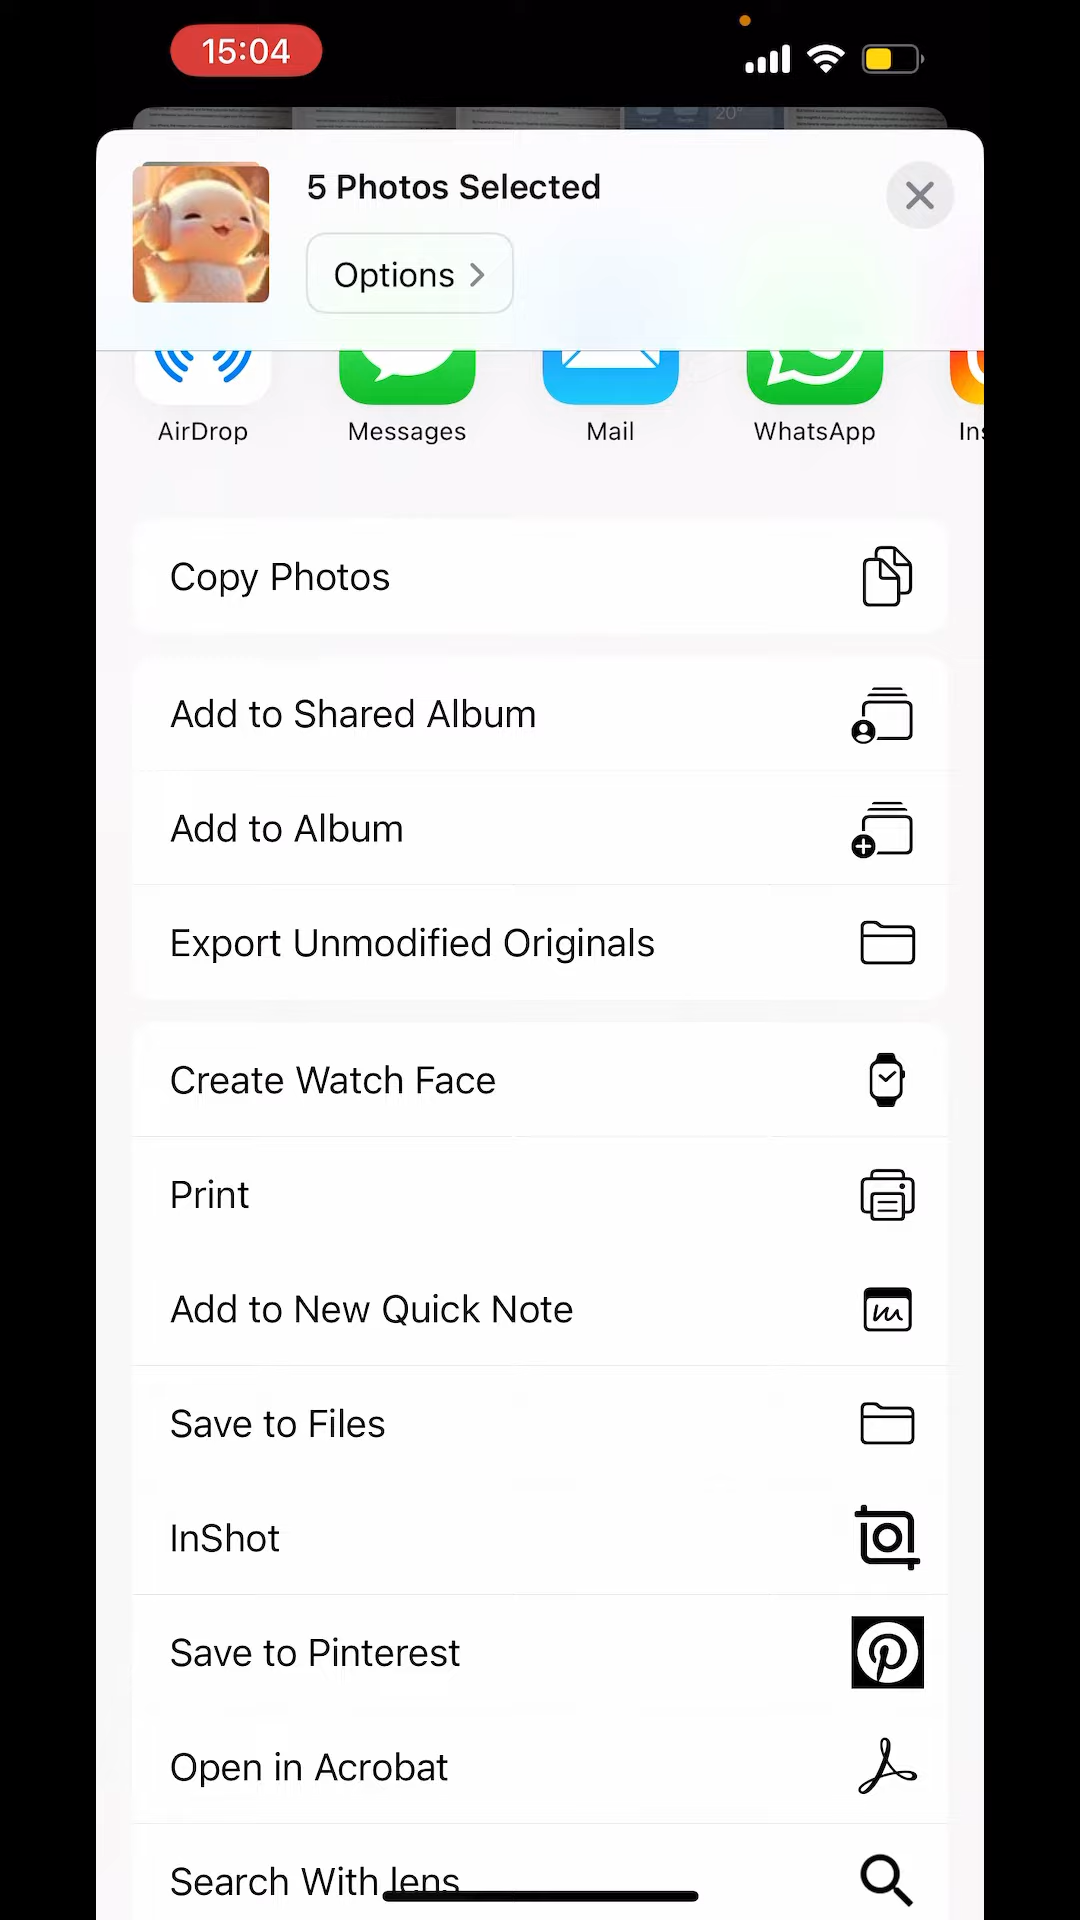 15:04
20°
5 Photos Selected
Options
AirDrop
Messages
Mail
WhatsApp
Ins
Copy Photos
Add to Shared Album
Add to Album
Export Unmodified Originals
Create Watch Face
Print
Add to New Quick Note
Save to Files
InShot
Save to Pinterest
Open in Acrobat
Search With lens